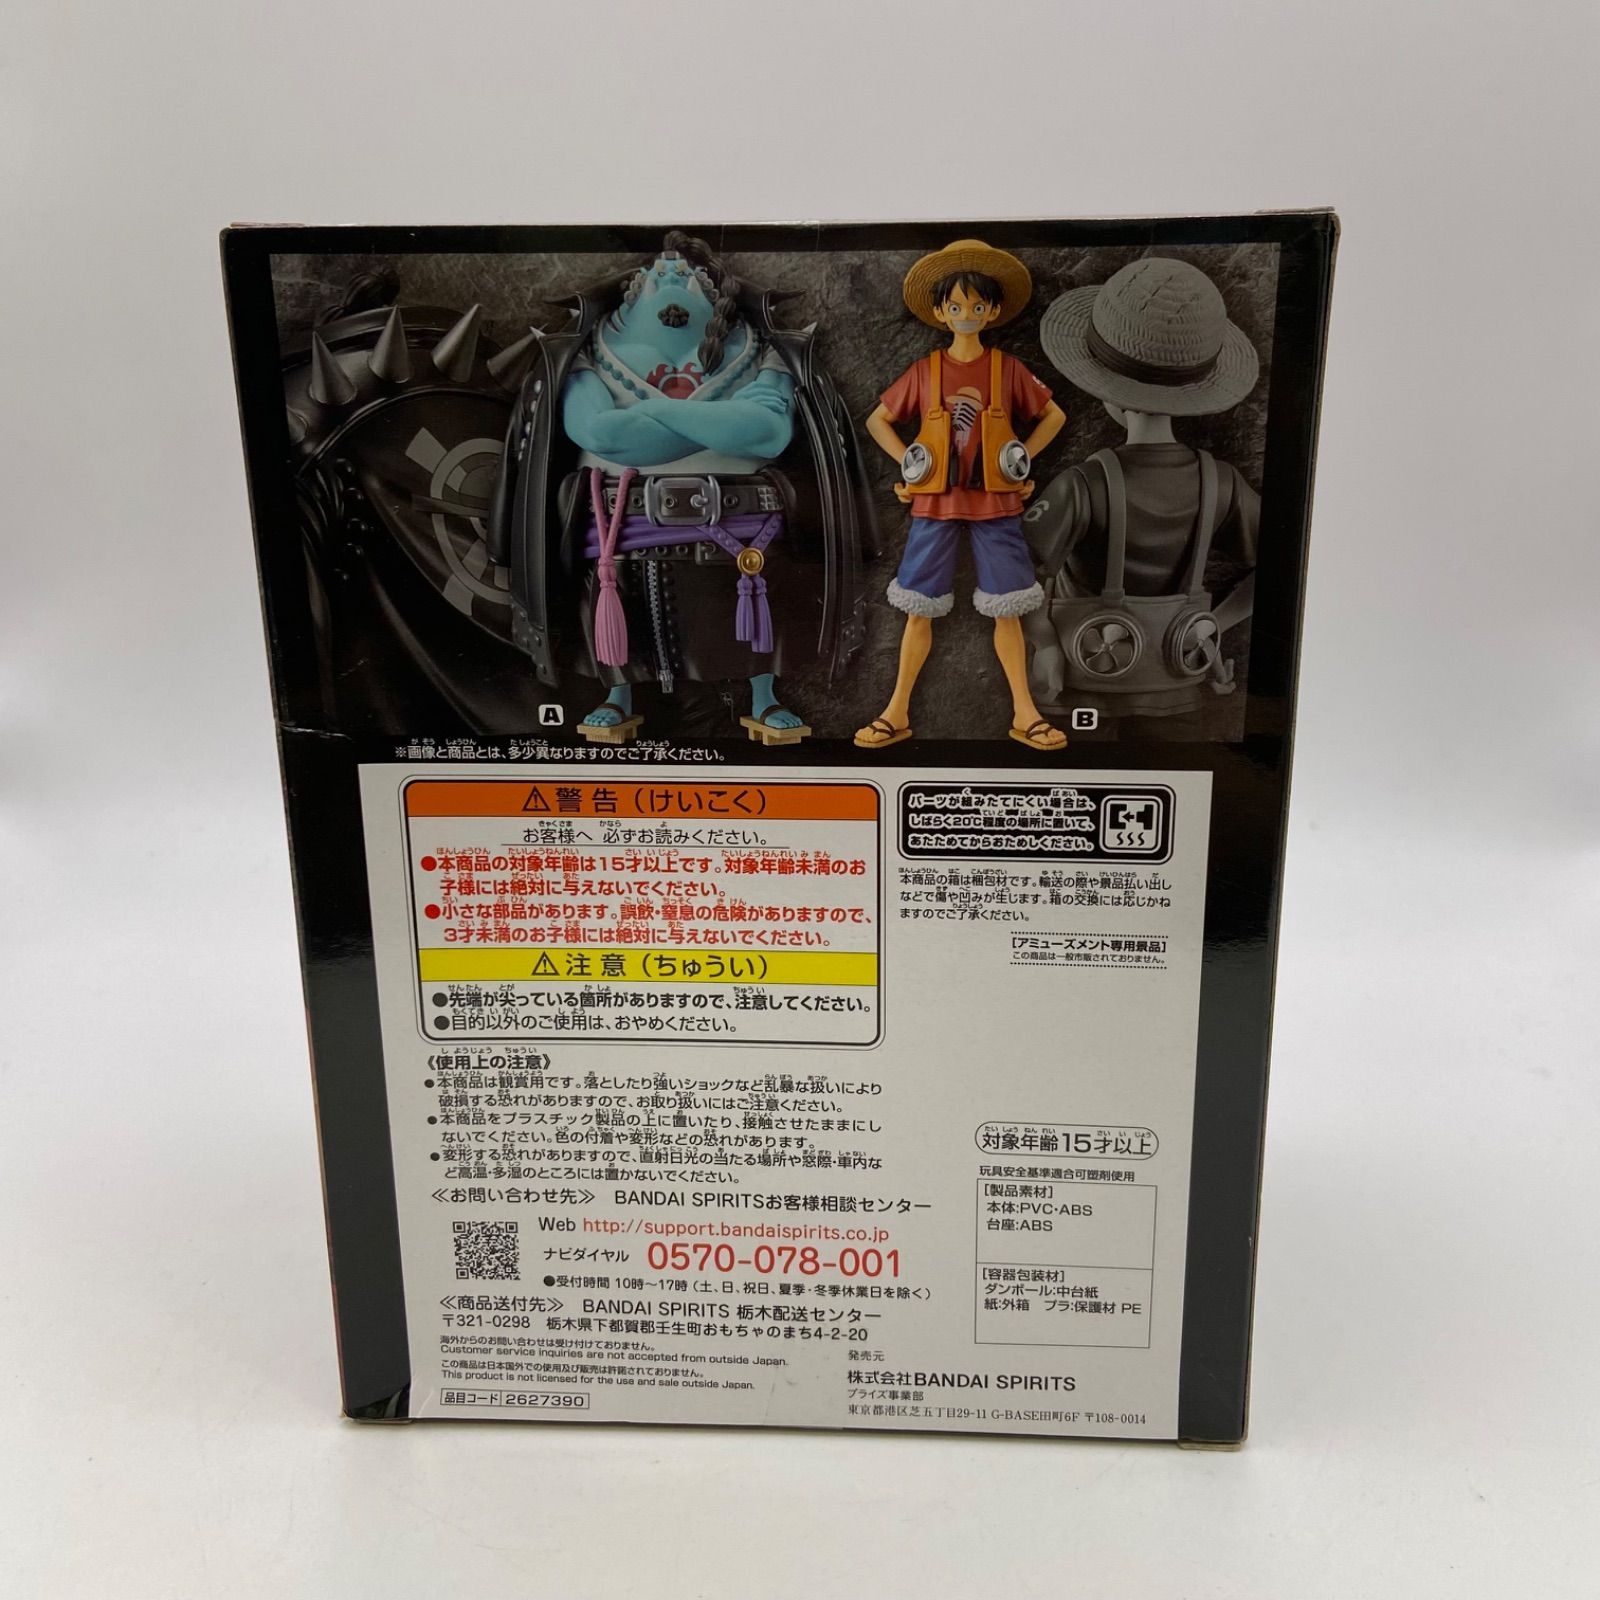 A
B
※画像と商品とは、多少異なりますのでご了承ください。
⚠警告（けいこく）
お客様へ 必ずお読みください。
●本商品の対象年齢は15才以上です。対象年齢未満のお
子様には絶対に与えないでください。
●小さな部品があります。誤飲・窒息の危険がありますので、
3才未満のお子様には絶対に与えないでください。
⚠注意（ちゅうい）
●先端が尖っている箇所がありますので、注意してください。
●目的以外のご使用は、おやめください。
パーツが組みたてにくい場合は、
しばらく20℃程度の場所に置いて、
あたためてからおためしください。
本商品の箱は梱包材です。輸送の際や景品払い出し
などで傷や凹みが生じます。箱の交換には応じかね
ますのでご了承ください。
[アミューズメント専用景品]
この商品は一般市販されておりません。
《使用上の注意》
●本商品は観賞用です。落としたり強いショックなど乱暴な扱いにより
破損する恐れがありますので、お取り扱いにはご注意ください。
●本商品をプラスチック製品の上に置いたり、接触させたままにし
ないでください。色の付着や変形などの恐れがあります。
●変形する恐れがありますので、直射日光の当たる場所や窓際・車内な
ど高温・多湿のところには置かないでください。
≪お問い合わせ先≫ BANDAI SPIRITSお客様相談センター
Web http://support.bandaispirits.co.jp
ナビダイヤル 0570-078-001
●受付時間 10時〜17時（土、日、祝日、夏季・冬季休業日を除く）
≪商品送付先≫ BANDAI SPIRITS 栃木配送センター
〒321-0298 栃木県下都賀郡壬生町おもちゃのまち4-2-20
海外からのお問い合わせは受け付けておりません。
Customer service inquiries are not accepted from outside Japan.
この商品は日本国外での使用及び販売は許諾されておりません。
This product is not licensed for the use and sale outside Japan.
品目コード 2627390
対象年齢15才以上
玩具安全基準適合可塑剤使用
[製品素材]
本体:PVC・ABS
台座:ABS
[容器包装材]
ダンボール:中台紙
紙:外箱 プラ:保護材 PE
発売元
株式会社BANDAI SPIRITS
プライズ事業部
東京都港区芝五丁目29-11 G-BASE田町6F 〒108-0014